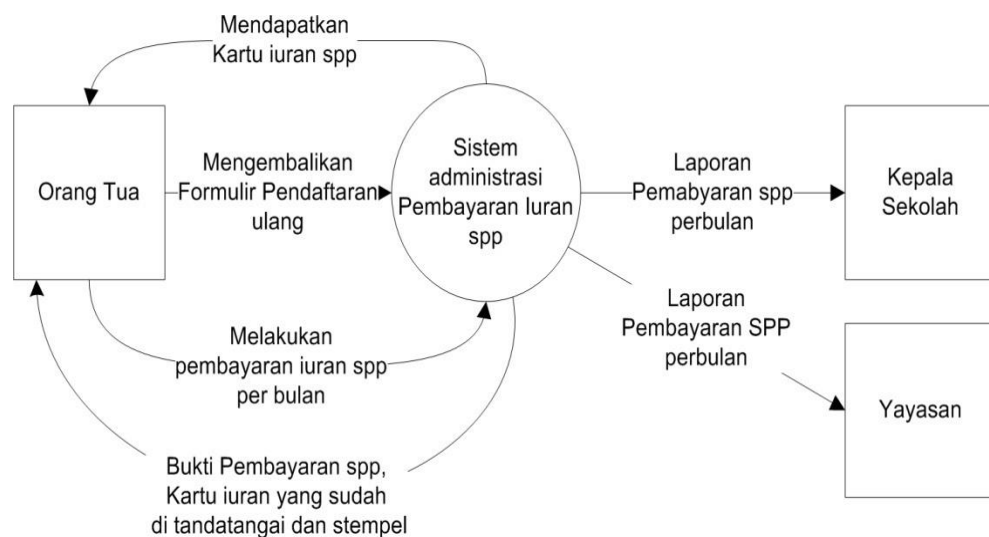 Mendapatkan
Kartu iuran spp
Orang Tua
Mengembalikan
Formulir Pendaftaran
ulang
Sistem
administrasi
Pembayaran Iuran
spp
Laporan
Pemabyaran spp
perbulan
Kepala
Sekolah
Melakukan
pembayaran iuran spp
per bulan
Laporan
Pembayaran SPP
perbulan
Yayasan
Bukti Pembayaran spp,
Kartu iuran yang sudah
di tandatangai dan stempel